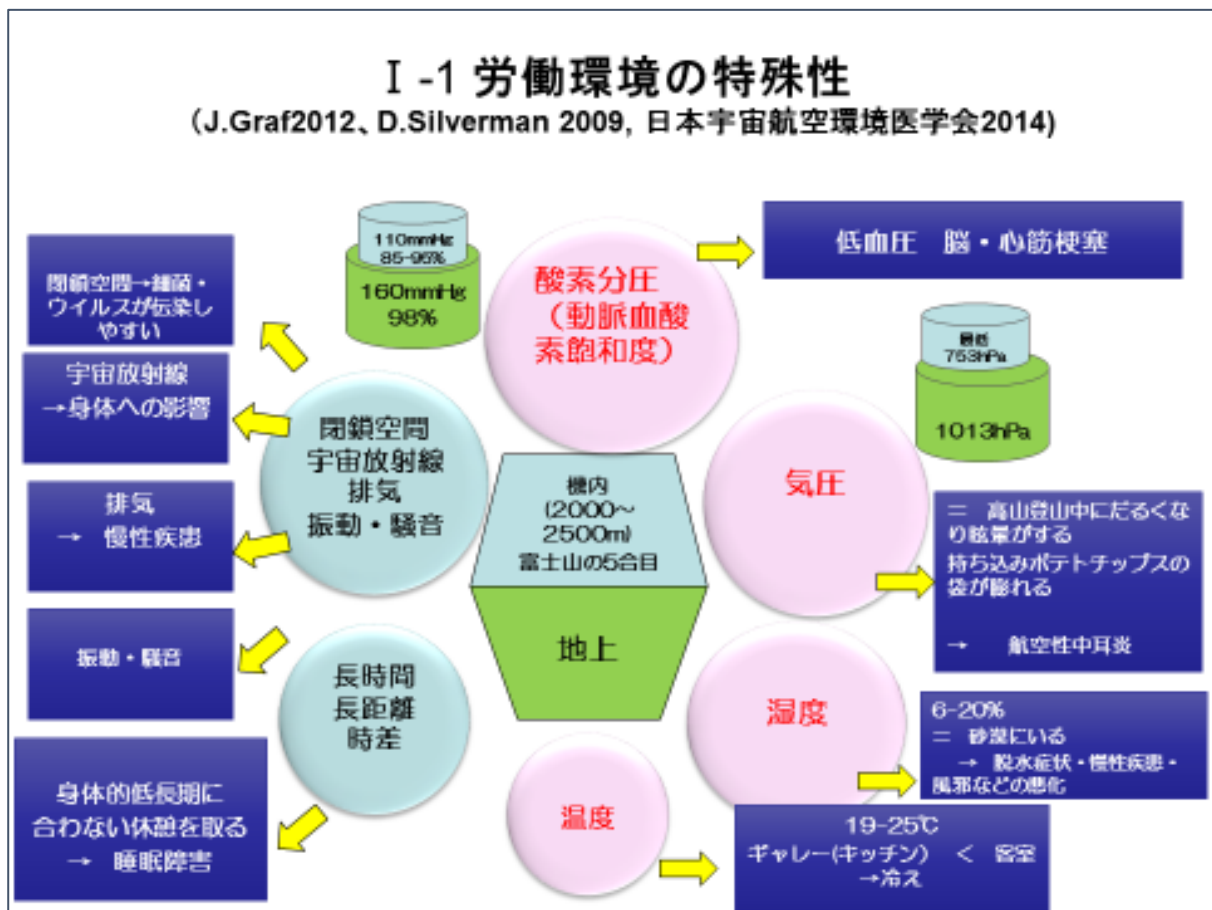 Ⅰ-1 労働環境の特殊性
（J.Graf2012、D.Silverman 2009, 日本宇宙航空環境医学会2014)
110mmHg
85-95%
160mmHg
98%
酸素分圧
（動脈血酸
素飽和度）
低血圧　脳・心筋梗塞
閉鎖空間→細菌・
ウイルスが伝染し
やすい
宇宙放射線
→身体への影響
排気
→ 慢性疾患
振動・騒音
身体的低長期に
合わない休憩を取る
→ 睡眠障害
閉鎖空間
宇宙放射線
排気
振動・騒音
長時間
長距離
時差
機内
(2000～
2500m)
富士山の5合目
地上
最低
753hPa
1013hPa
気圧
＝ 高山登山中にだるくな
り眩暈がする
持ち込みポテトチップスの
袋が膨れる
→ 航空性中耳炎
湿度
6-20%
＝ 砂漠にいる
→ 脱水症状・慢性疾患・
風邪などの悪化
温度
19-25℃
ギャレー(キッチン) ＜ 客室
→冷え